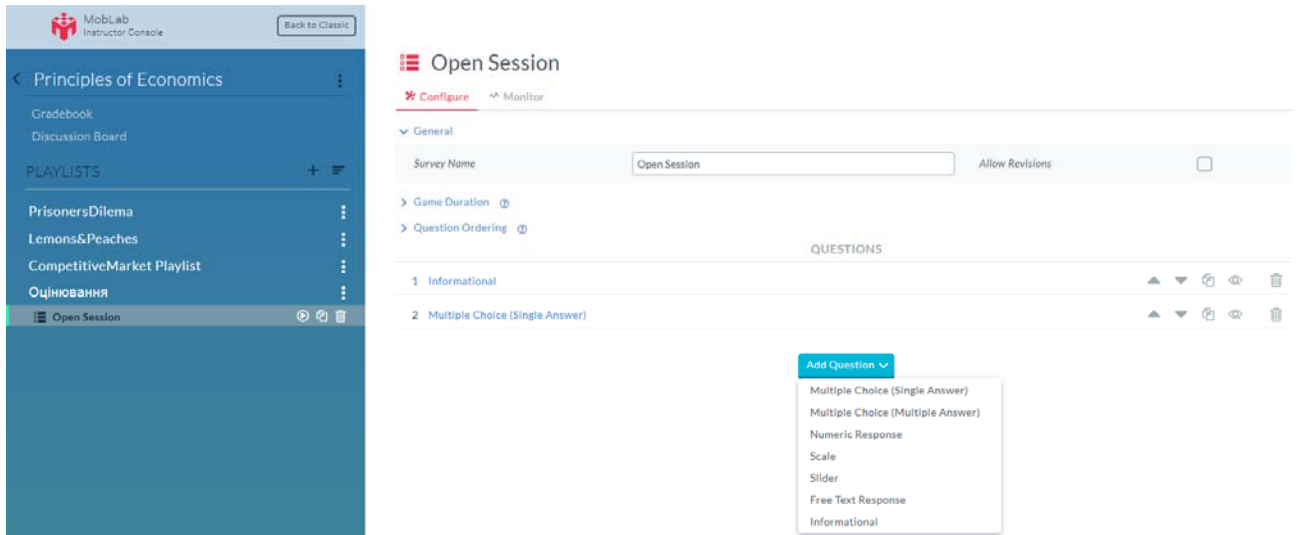 MobLab
Instructor Console
Back to Classic
Principles of Economics
Gradebook
Discussion Board
PLAYLISTS
PrisonersDilema
Lemons&Peaches
CompetitiveMarket Playlist
Оцінювання
Open Session
Open Session
Configure Monitor
General
Survey Name Open Session Allow Revisions
Game Duration
Question Ordering
QUESTIONS
1 Informational
2 Multiple Choice (Single Answer)
Add Question
Multiple Choice (Single Answer)
Multiple Choice (Multiple Answer)
Numeric Response
Scale
Slider
Free Text Response
Informational